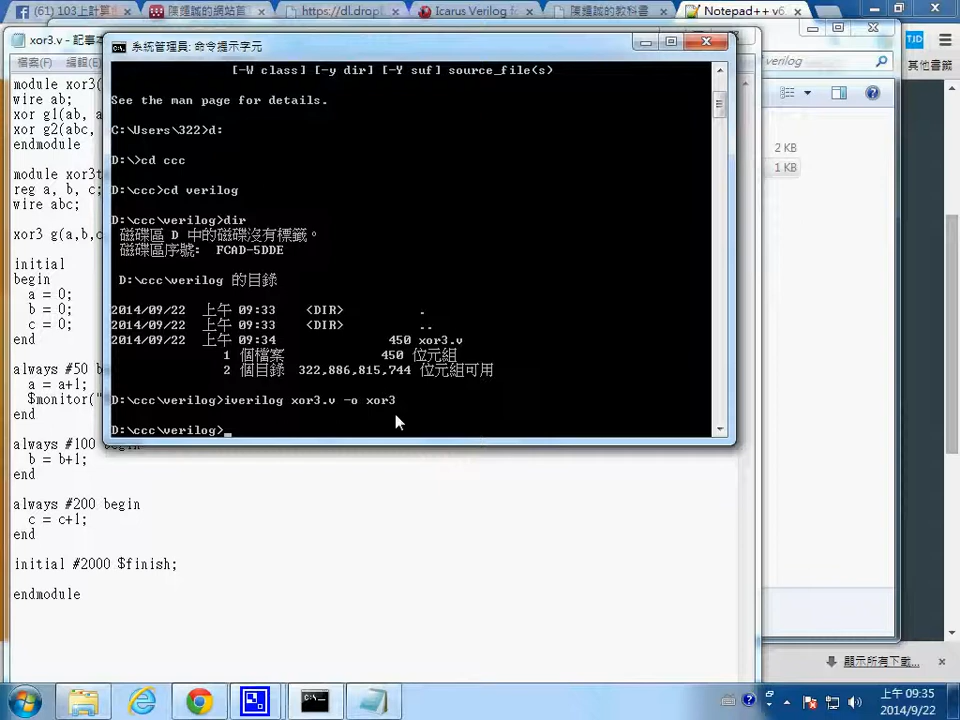 (61) 103上計算
陳鍾誠的網站首
https://dl.dropl
Icarus Verilog fo
陳鍾誠的教科書
Notepad++ v6.
xor3.v - 記事本
系統管理員: 命令提示字元
檔案(F) 編輯(E)
verilog
其他書籤
module xor3(
wire ab;
xor g1(ab, a
xor g2(abc,
endmodule
module xor3t
reg a, b, c;
wire abc;
xor3 g(a,b,c
initial
begin
a = 0;
b = 0;
c = 0;
end
always #50 b
a = a+1;
$monitor("
end
always #100 begin
b = b+1;
end
always #200 begin
c = c+1;
end
initial #2000 $finish;
endmodule
[-W class] [-y dir] [-Y suf] source_file(s)
See the man page for details.
C:\Users\322>d:
D:\>cd ccc
D:\ccc>cd verilog
D:\ccc\verilog>dir
磁碟區 D 中的磁碟沒有標籤。
磁碟區序號: FCAD-5DDE
D:\ccc\verilog 的目錄
2014/09/22 上午 09:33 <DIR> .
2014/09/22 上午 09:33 <DIR> ..
2014/09/22 上午 09:34 450 xor3.v
1 個檔案 450 位元組
2 個目錄 322,886,815,744 位元組可用
D:\ccc\verilog>iverilog xor3.v -o xor3
D:\ccc\verilog>_
2 KB
1 KB
顯示所有下載...
上午 09:35
2014/9/22